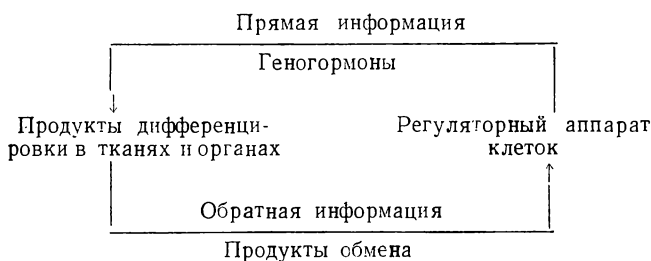 Прямая информация
Геногормоны
Продукты дифференци-
ровки в тканях и органах
Регуляторный аппарат
клеток
Обратная информация
Продукты обмена